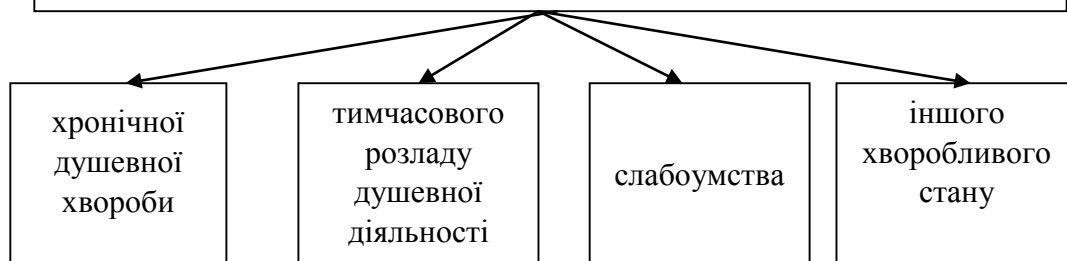 хронічної
душевної
хвороби
тимчасового
розладу
душевної
діяльності
слабоумства
іншого
хворобливого
стану